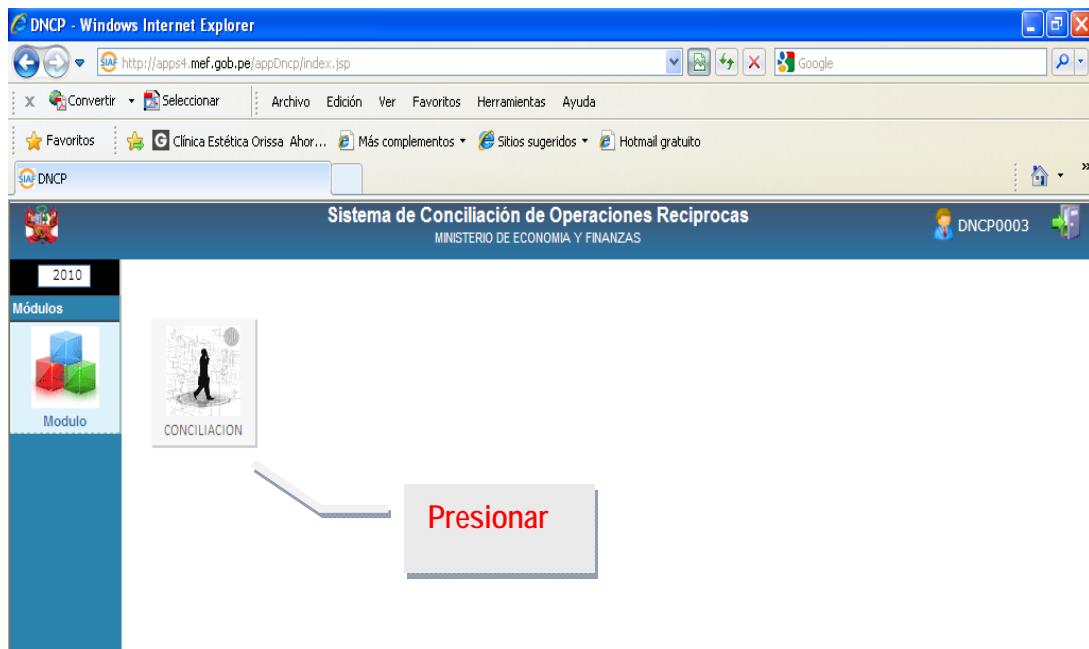 DNCP - Windows Internet Explorer
SIAF http://apps4.mef.gob.pe/appDncp/index.jsp Google
X Convertir Seleccionar Archivo Edición Ver Favoritos Herramientas Ayuda
Favoritos G Clínica Estética Orissa Ahor... Más complementos Sitios sugeridos Hotmail gratuito
SIAF DNCP »
Sistema de Conciliación de Operaciones Reciprocas
MINISTERIO DE ECONOMIA Y FINANZAS
DNCP0003
2010
Módulos
Modulo
CONCILIACION
Presionar